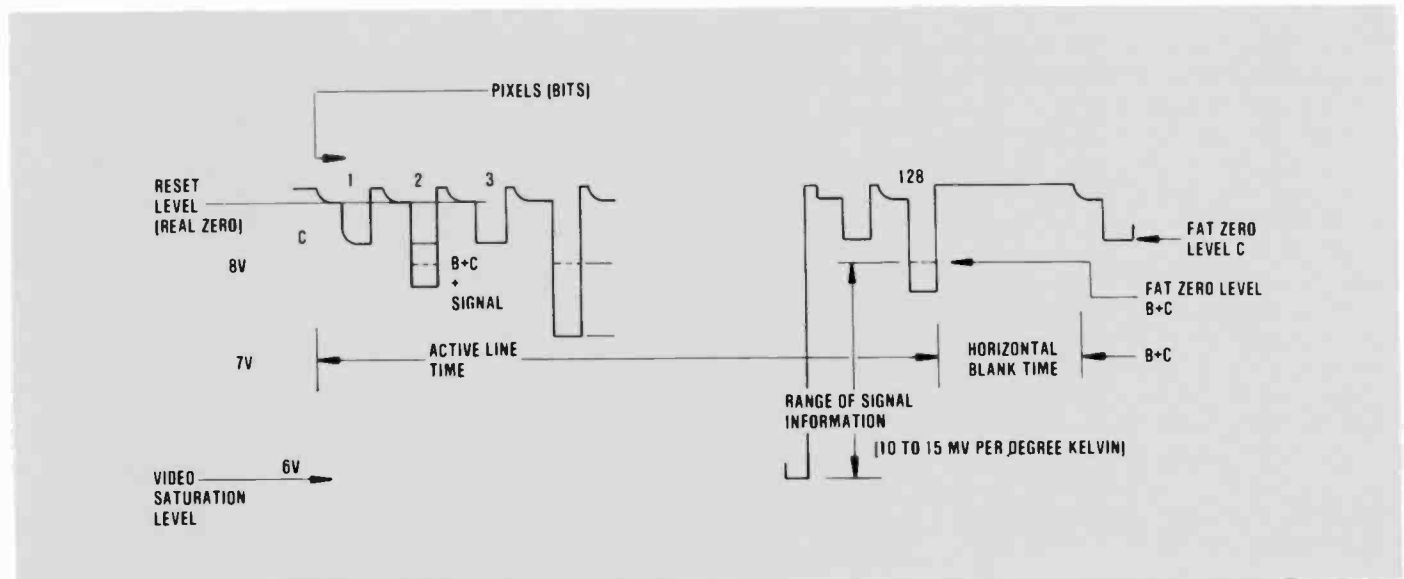 PIXELS (BITS)
1
2
3
128
RESET
LEVEL
(REAL ZERO)
C
8V
B+C
+
SIGNAL
FAT ZERO
LEVEL C
FAT ZERO LEVEL
B+C
7V
ACTIVE LINE
TIME
HORIZONTAL
BLANK TIME
B+C
RANGE OF SIGNAL
INFORMATION
(10 TO 15 MV PER DEGREE KELVIN)
6V
VIDEO
SATURATION
LEVEL